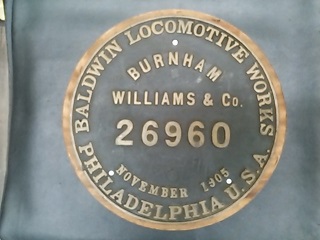 BALDWIN LOCOMOTIVE WORKS
BURNHAM
WILLIAMS & Co.
26960
NOVEMBER 1905
PHILADELPHIA U.S.A.